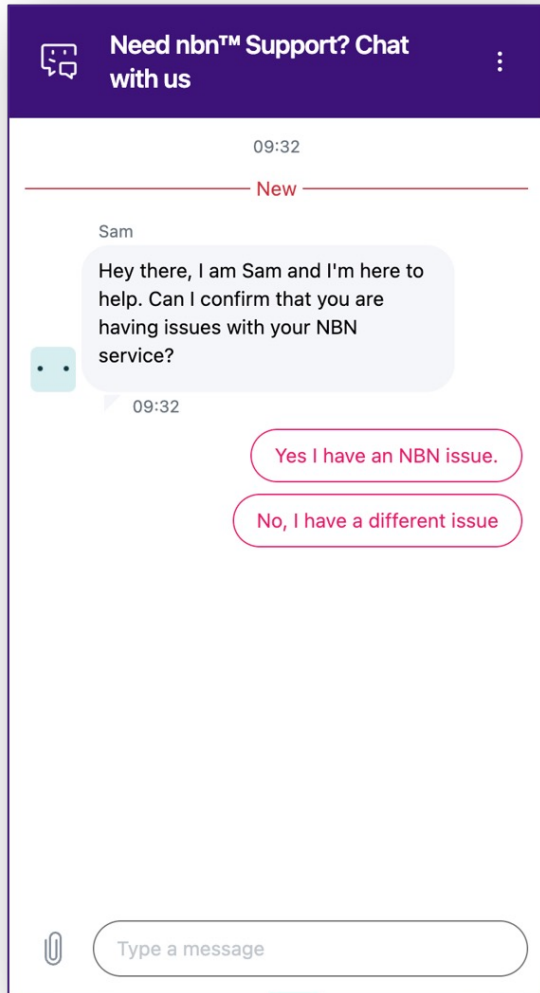 Need nbn™ Support? Chat
with us
09:32
New
Sam
Hey there, I am Sam and I'm here to
help. Can I confirm that you are
having issues with your NBN
service?
09:32
Yes I have an NBN issue.
No, I have a different issue
Type a message